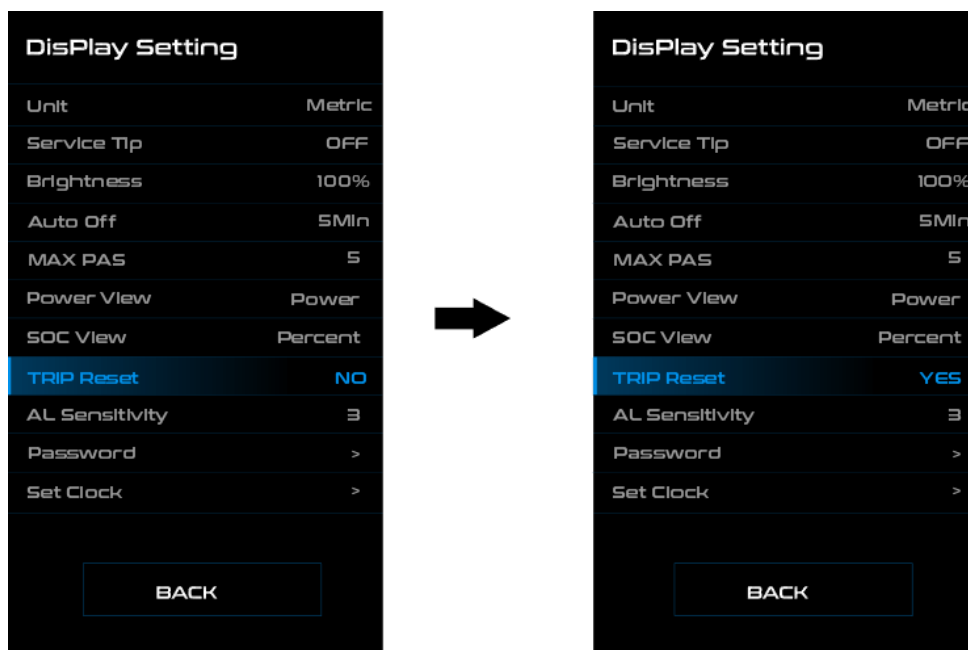 DisPlay Setting
Unit Metric
Service Tip OFF
Brightness 100%
Auto Off 5Min
MAX PAS 5
Power View Power
SOC View Percent
TRIP Reset NO
AL Sensitivity 3
Password >
Set Clock >
BACK
DisPlay Setting
Unit Metric
Service Tip OFF
Brightness 100%
Auto Off 5Min
MAX PAS 5
Power View Power
SOC View Percent
TRIP Reset YES
AL Sensitivity 3
Password >
Set Clock >
BACK